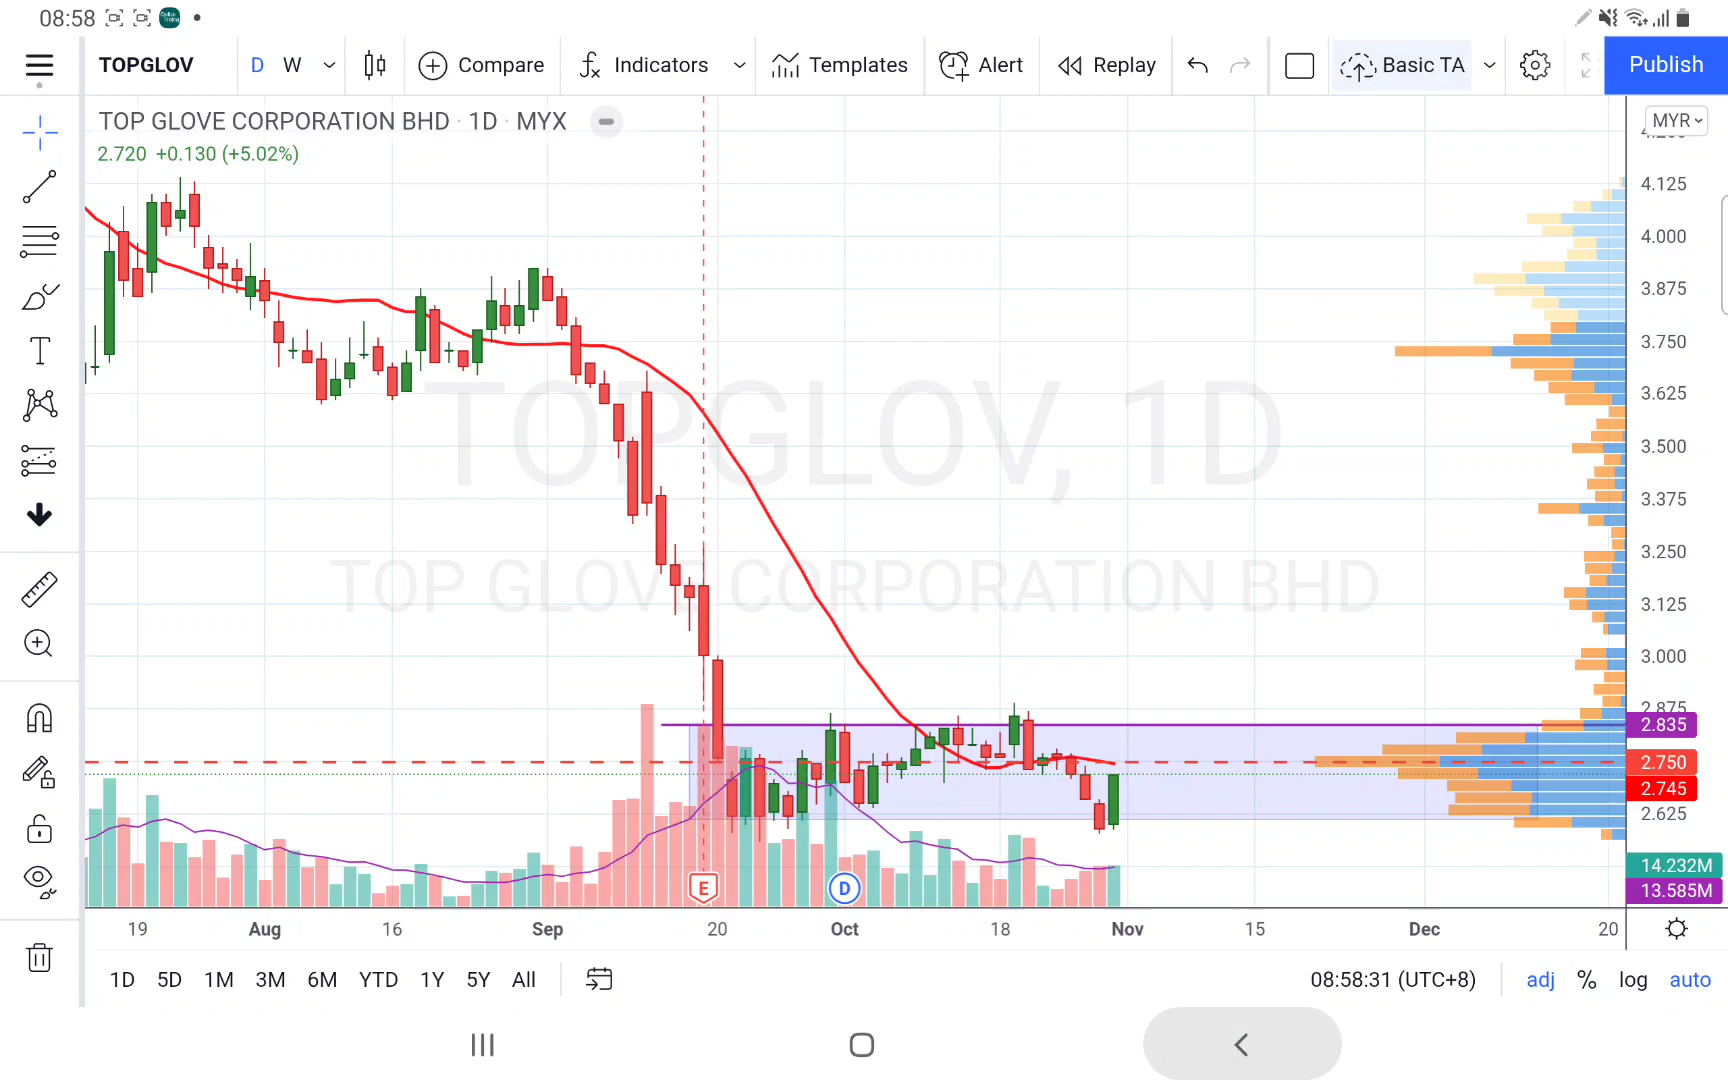 08:58
TOPGLOV D W Compare Indicators Templates Alert Replay Basic TA Publish
TOP GLOVE CORPORATION BHD · 1D · MYX
2.720 +0.130 (+5.02%)
MYR
4.125
4.000
3.875
3.750
3.625
3.500
3.375
3.250
3.125
3.000
2.875
2.835
2.750
2.745
2.625
14.232M
13.585M
TOPGLOV, 1D
TOP GLOVE CORPORATION BHD
E D
19 Aug 16 Sep 20 Oct 18 Nov 15 Dec 20
1D 5D 1M 3M 6M YTD 1Y 5Y All 08:58:31 (UTC+8) adj % log auto